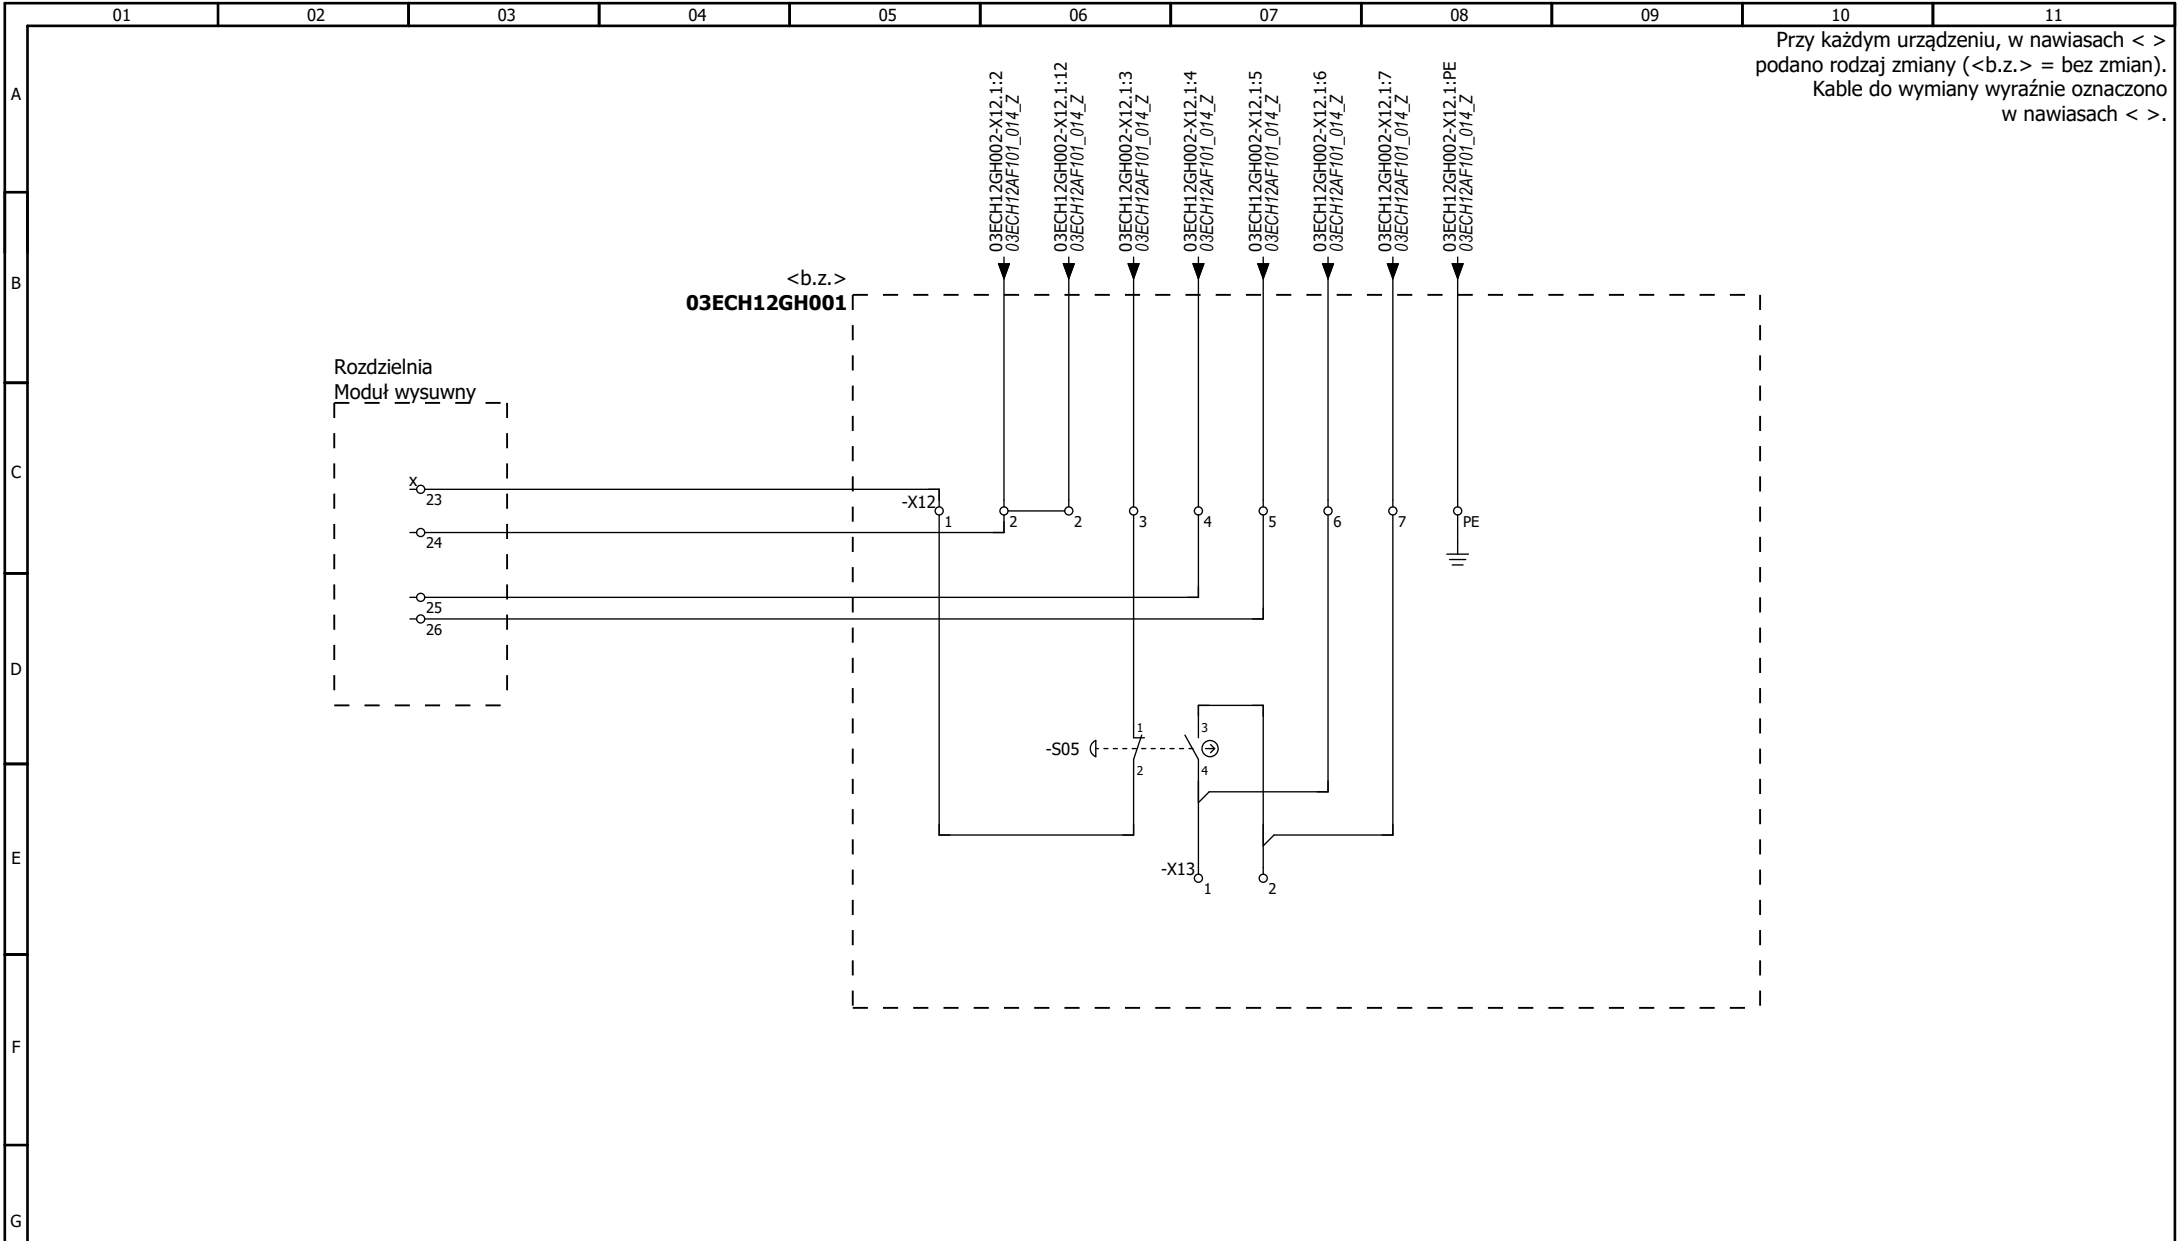 01 02 03 04 05 06 07 08 09 10 11
Przy każdym urządzeniu, w nawiasach < >
podano rodzaj zmiany (<b.z.> = bez zmian).
Kable do wymiany wyraźnie oznaczono
w nawiasach < >.
A
03ECH12GH002-X12.1:2
03ECH12AF101_014_Z
03ECH12GH002-X12.1:12
03ECH12AF101_014_Z
03ECH12GH002-X12.1:3
03ECH12AF101_014_Z
03ECH12GH002-X12.1:4
03ECH12AF101_014_Z
03ECH12GH002-X12.1:5
03ECH12AF101_014_Z
03ECH12GH002-X12.1:6
03ECH12AF101_014_Z
03ECH12GH002-X12.1:7
03ECH12AF101_014_Z
03ECH12GH002-X12.1:PE
03ECH12AF101_014_Z
B
<b.z.>
03ECH12GH001
Rozdzielnia
Moduł wysuwny
C
x
23
-X12
1 2 2 3 4 5 6 7 PE
24
25
26
D
1 3
-S05
2 4
E
-X13
1 2
F
G